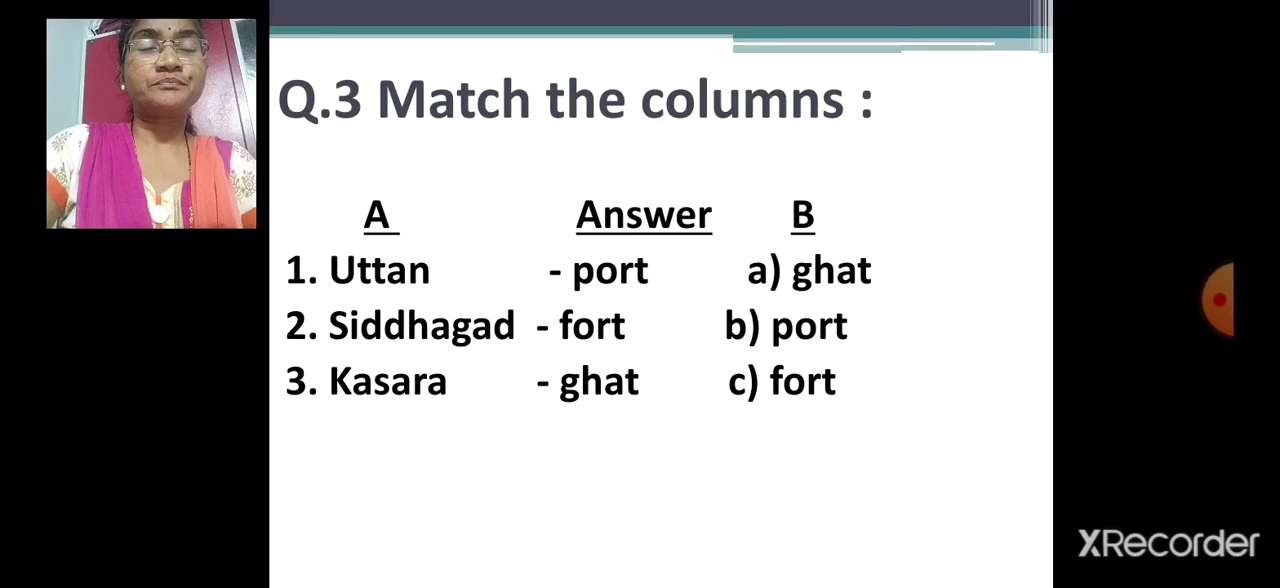 Q.3 Match the columns :
A Answer B
1. Uttan - port a) ghat
2. Siddhagad - fort b) port
3. Kasara - ghat c) fort
XRecorder